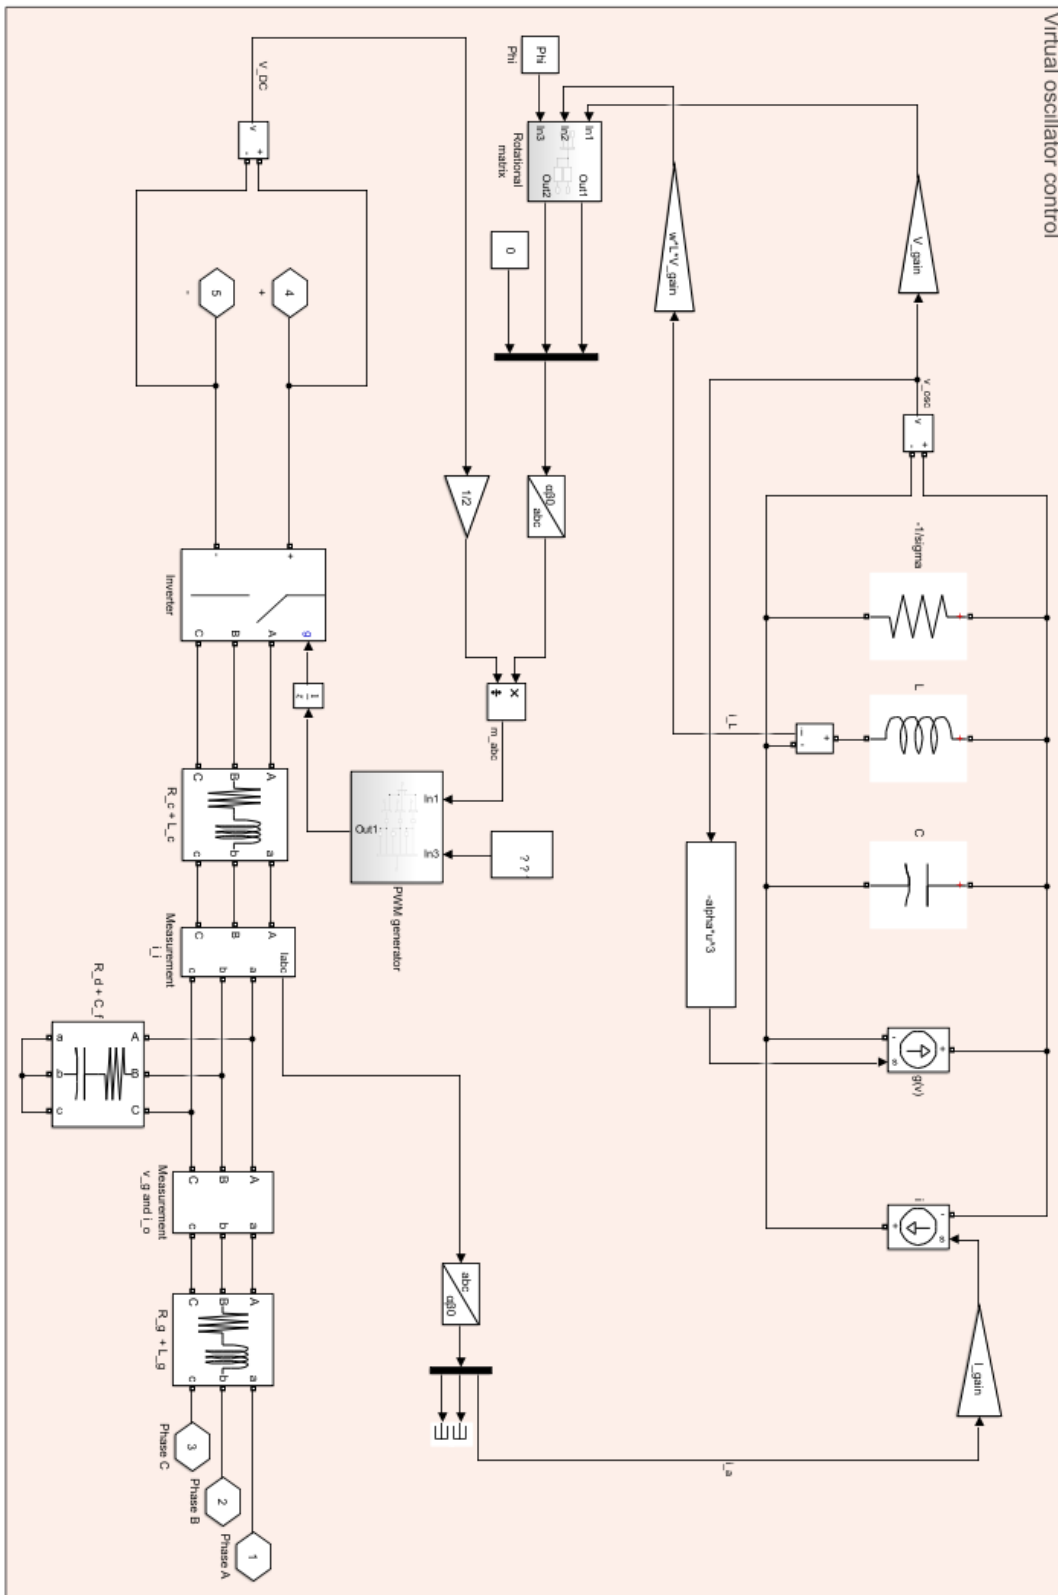 Virtual oscillator control
-1/sigma
L
C
g(v)
i
+
+
-
s
-
s
+
v_osc
v
+
-
V_gain
I_gain
i_L
+
i
-
-alpha*u^3
w*L*V_gain
i_a
Phi
Phi
In1
In2
In3
Out1
Out2
Rotational
matrix
0
αβ0
abc
1/2
×
÷
m_abc
? ?
In1
In3
Out1
PWM generator
abc
αβ0
1
z
V_DC
v
+
-
4
+
5
-
+
-
g
A
B
C
Inverter
A
B
C
a
b
c
R_c + L_c
Iabc
A
B
C
a
b
c
Measurement
i_i
A
B
C
a
b
c
R_d + C_f
A
B
C
a
b
c
Measurement
v_g and i_o
A
B
C
a
b
c
R_g + L_g
1
Phase A
2
Phase B
3
Phase C